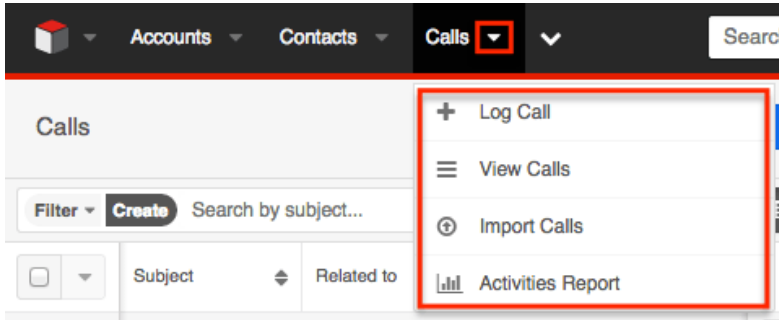 Accounts Contacts Calls Searc
Calls
Log Call
View Calls
Filter Create Search by subject...
Import Calls
Subject Related to
Activities Report